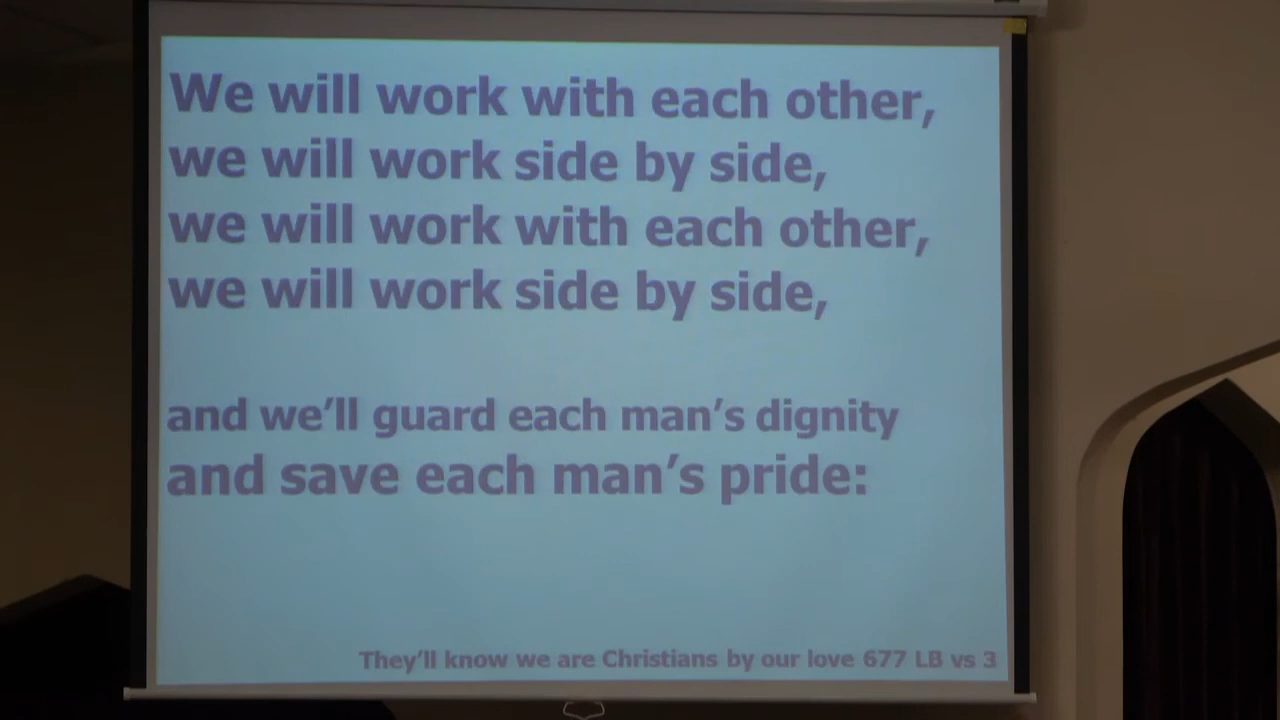 We will work with each other,
we will work side by side,
we will work with each other,
we will work side by side,
and we’ll guard each man’s dignity
and save each man’s pride:
They’ll know we are Christians by our love 677 LB vs 3